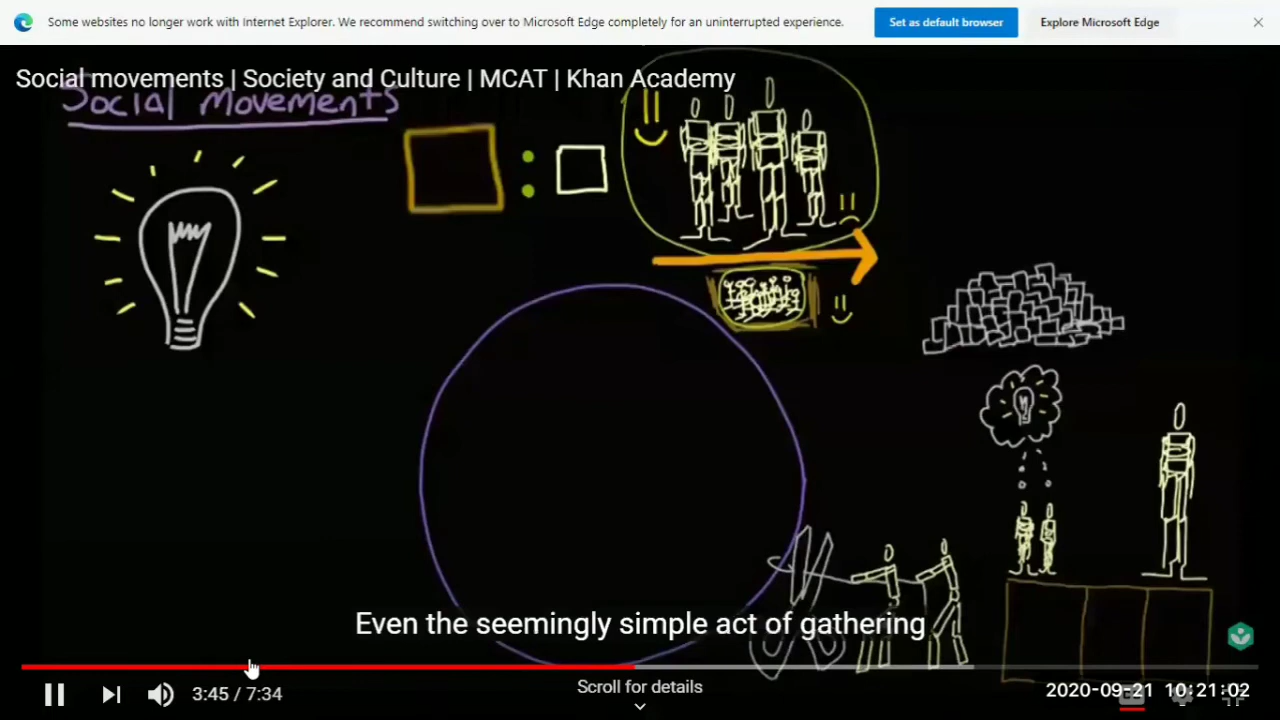 Some websites no longer work with Internet Explorer. We recommend switching over to Microsoft Edge completely for an uninterrupted experience.
Set as default browser
Explore Microsoft Edge
Social movements | Society and Culture | MCAT | Khan Academy
Social Movements
Even the seemingly simple act of gathering
3:45 / 7:34
Scroll for details
2020-09-21 10:21:02